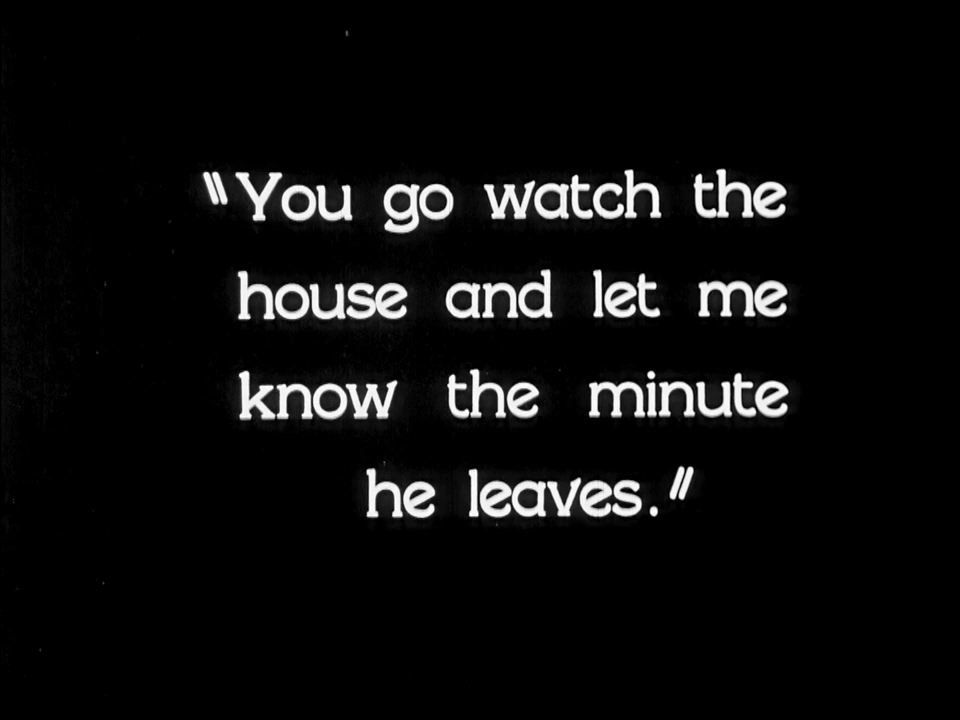 "You go watch the
house and let me
know the minute
he leaves."